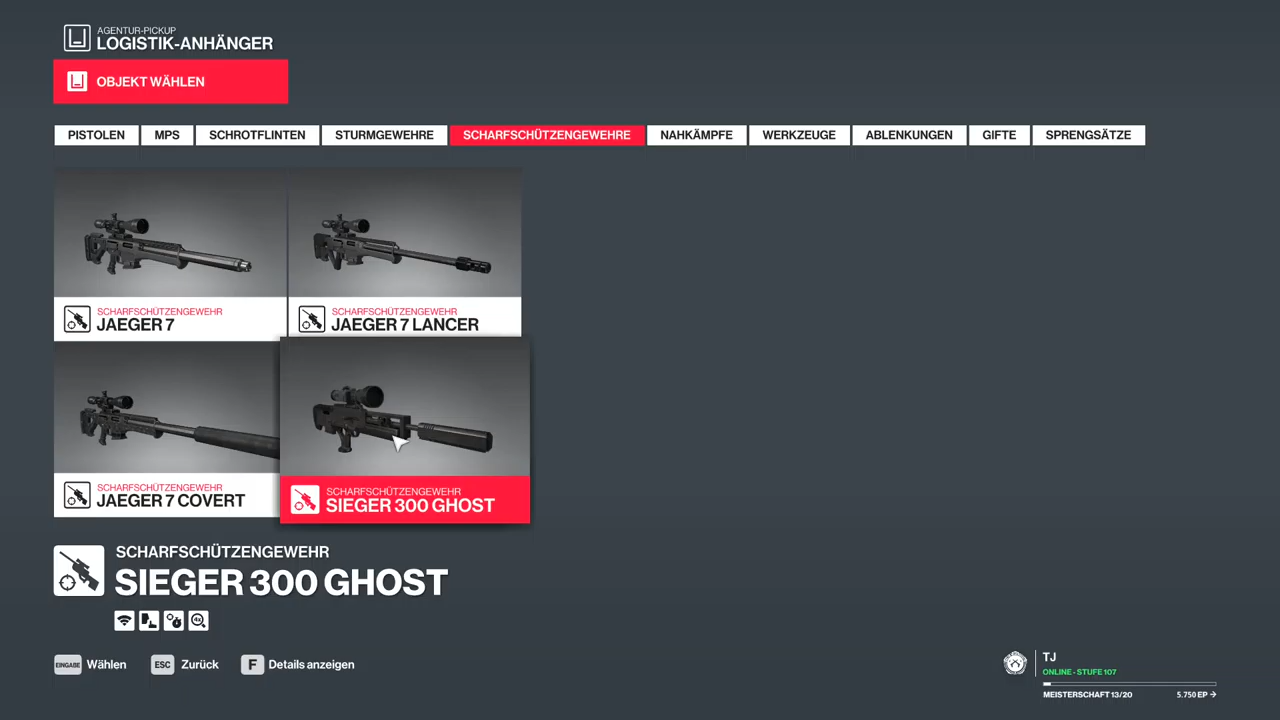 AGENTUR-PICKUP
LOGISTIK-ANHÄNGER
OBJEKT WÄHLEN
PISTOLEN MPS SCHROTFLINTEN STURMGEWEHRE SCHARFSCHÜTZENGEWEHRE NAHKÄMPFE WERKZEUGE ABLENKUNGEN GIFTE SPRENGSÄTZE
SCHARFSCHÜTZENGEWEHR
JAEGER 7
SCHARFSCHÜTZENGEWEHR
JAEGER 7 LANCER
SCHARFSCHÜTZENGEWEHR
JAEGER 7 COVERT
SCHARFSCHÜTZENGEWEHR
SIEGER 300 GHOST
SCHARFSCHÜTZENGEWEHR
SIEGER 300 GHOST
EINGABE Wählen ESC Zurück F Details anzeigen
TJ
ONLINE - STUFE 107
MEISTERSCHAFT 13/20 5.750 EP